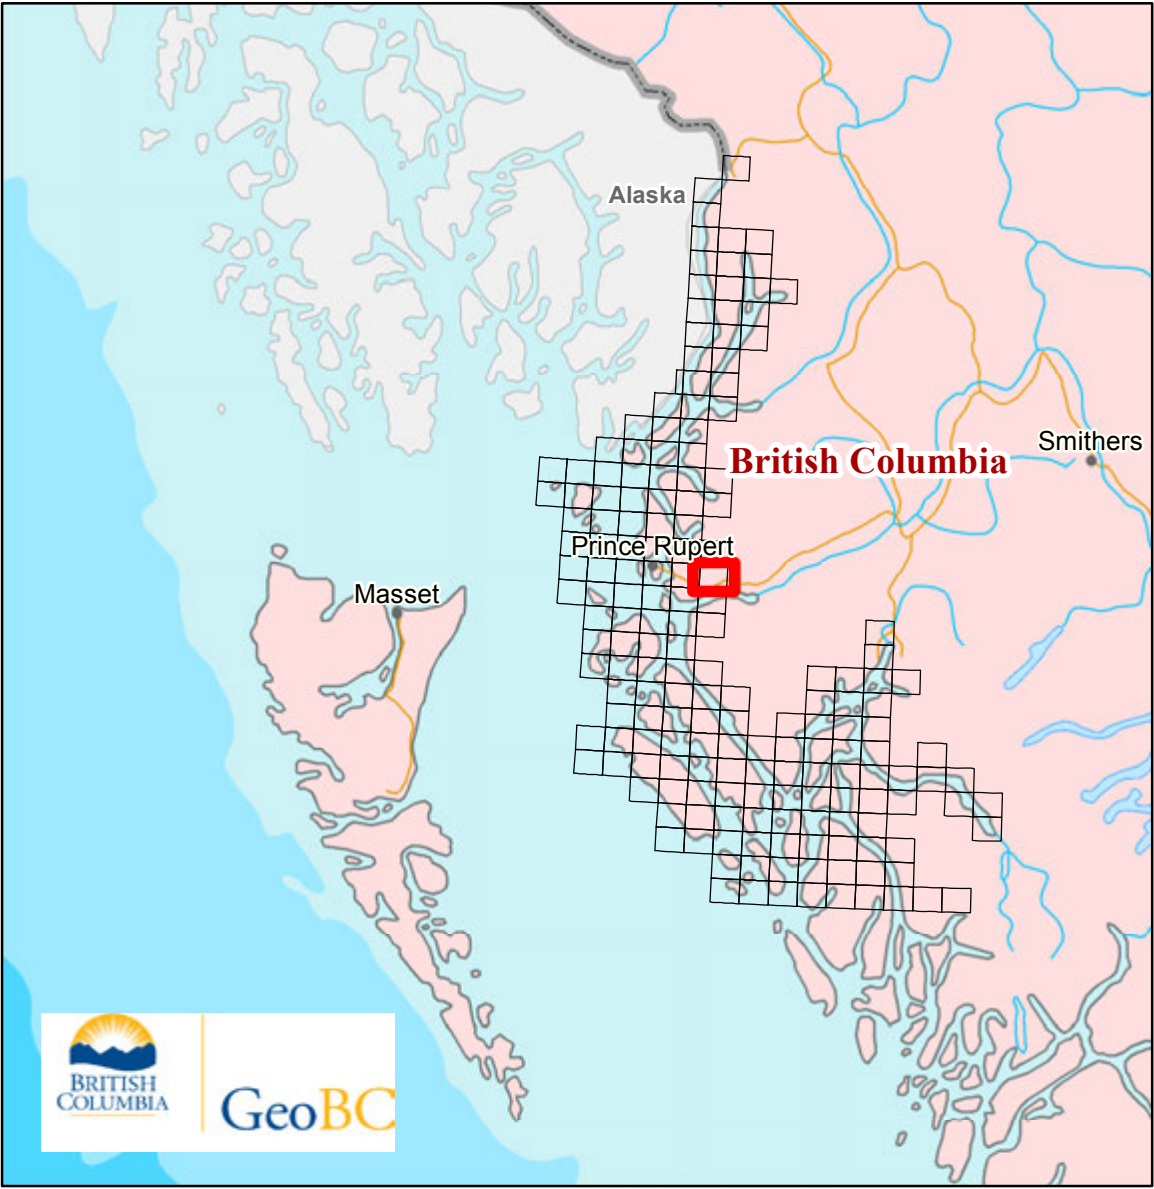 Alaska
Smithers
British Columbia
Prince Rupert
Masset
BRITISH
COLUMBIA
GeoBC